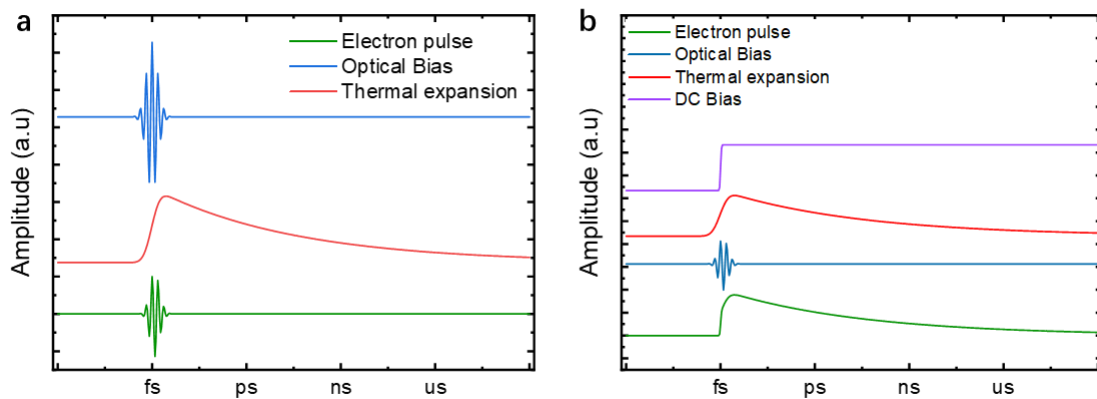 a
Electron pulse
Optical Bias
Thermal expansion
Amplitude (a.u)
fs ps ns us
b
Electron pulse
Optical Bias
Thermal expansion
DC Bias
Amplitude (a.u)
fs ps ns us